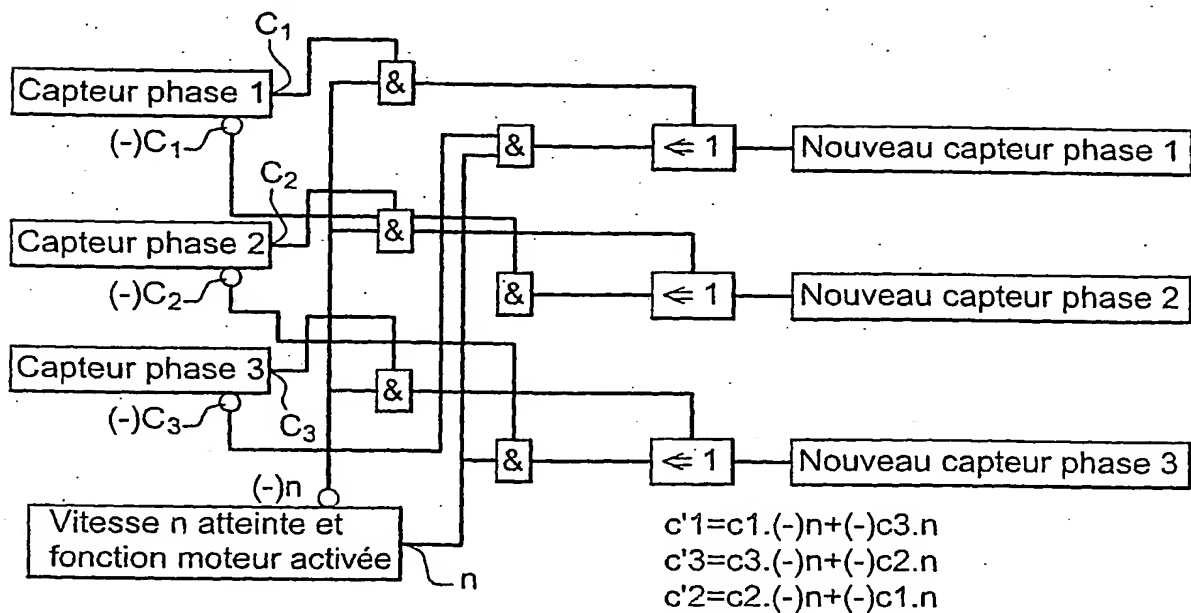 C1
Capteur phase 1
&
(-)C1
&
⩽ 1
Nouveau capteur phase 1
C2
Capteur phase 2
&
(-)C2
&
⩽ 1
Nouveau capteur phase 2
Capteur phase 3
&
(-)C3
C3
&
⩽ 1
Nouveau capteur phase 3
(-)n
Vitesse n atteinte et
fonction moteur activée
n
c'1=c1.(-)n+(-)c3.n
c'3=c3.(-)n+(-)c2.n
c'2=c2.(-)n+(-)c1.n